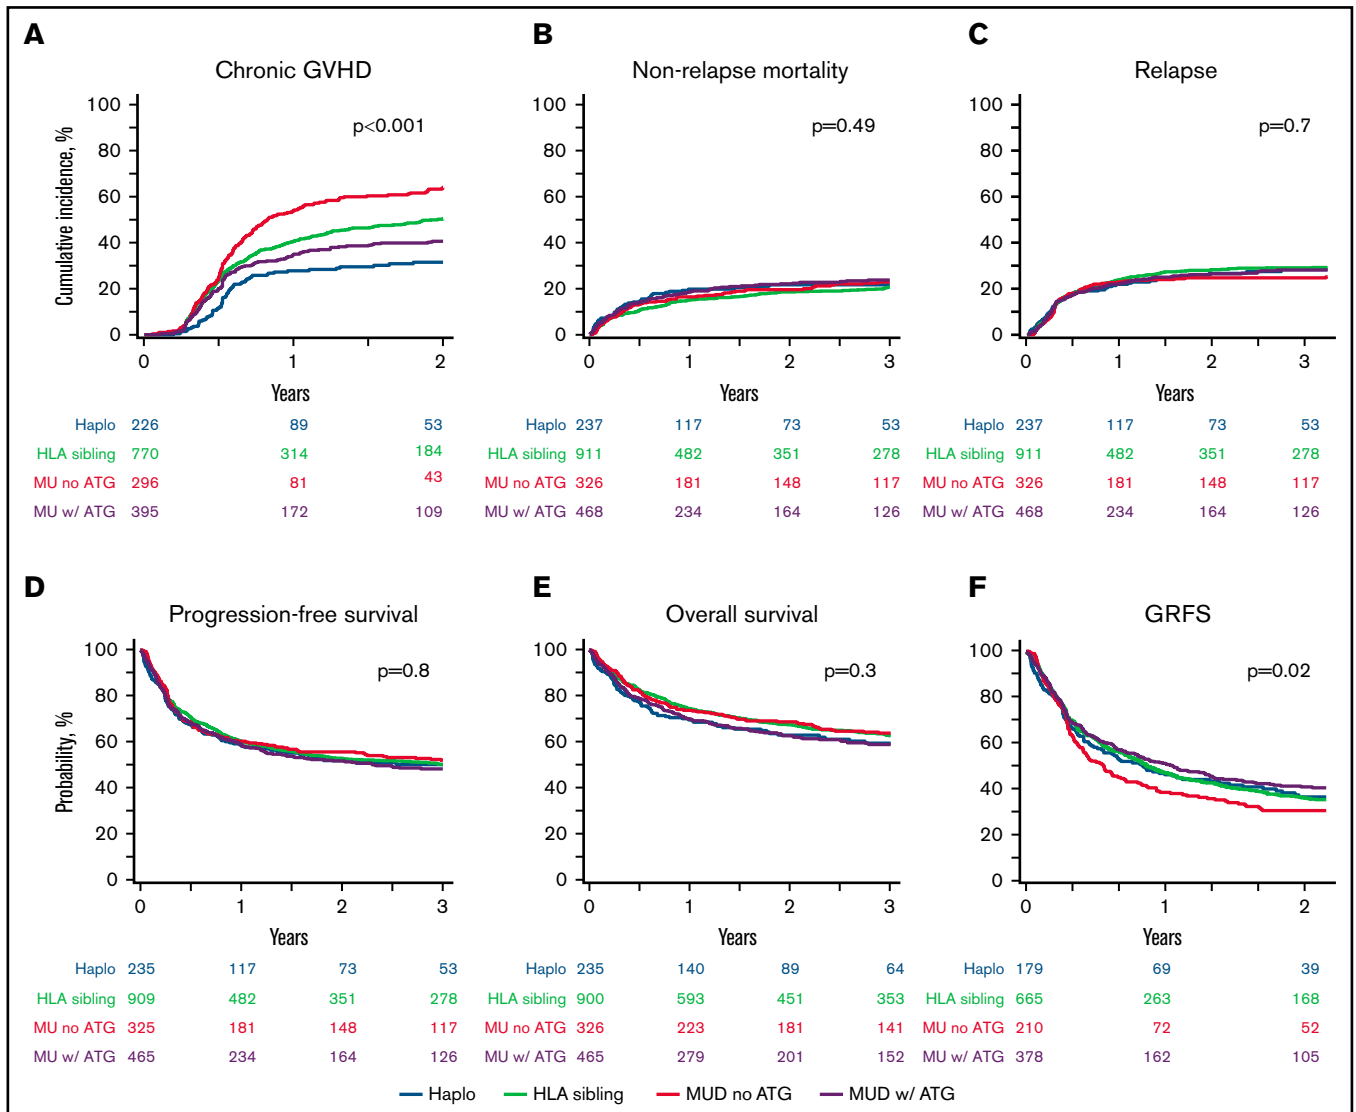 A
Chronic GVHD
p<0.001
Cumulative incidence, %
100
80
60
40
20
0
0 1 2
Years
Haplo 226 89 53
HLA sibling 770 314 184
MU no ATG 296 81 43
MU w/ ATG 395 172 109
B
Non-relapse mortality
p=0.49
100
80
60
40
20
0
0 1 2 3
Years
Haplo 237 117 73 53
HLA sibling 911 482 351 278
MU no ATG 326 181 148 117
MU w/ ATG 468 234 164 126
C
Relapse
p=0.7
100
80
60
40
20
0
0 1 2 3
Years
Haplo 237 117 73 53
HLA sibling 911 482 351 278
MU no ATG 326 181 148 117
MU w/ ATG 468 234 164 126
D
Progression-free survival
p=0.8
Probability, %
100
80
60
40
20
0
0 1 2 3
Years
Haplo 235 117 73 53
HLA sibling 909 482 351 278
MU no ATG 325 181 148 117
MU w/ ATG 465 234 164 126
E
Overall survival
p=0.3
100
80
60
40
20
0
0 1 2 3
Years
Haplo 235 140 89 64
HLA sibling 900 593 451 353
MU no ATG 326 223 181 141
MU w/ ATG 465 279 201 152
F
GRFS
p=0.02
100
80
60
40
20
0
0 1 2
Years
Haplo 179 69 39
HLA sibling 665 263 168
MU no ATG 210 72 52
MU w/ ATG 378 162 105
Haplo HLA sibling MUD no ATG MUD w/ ATG